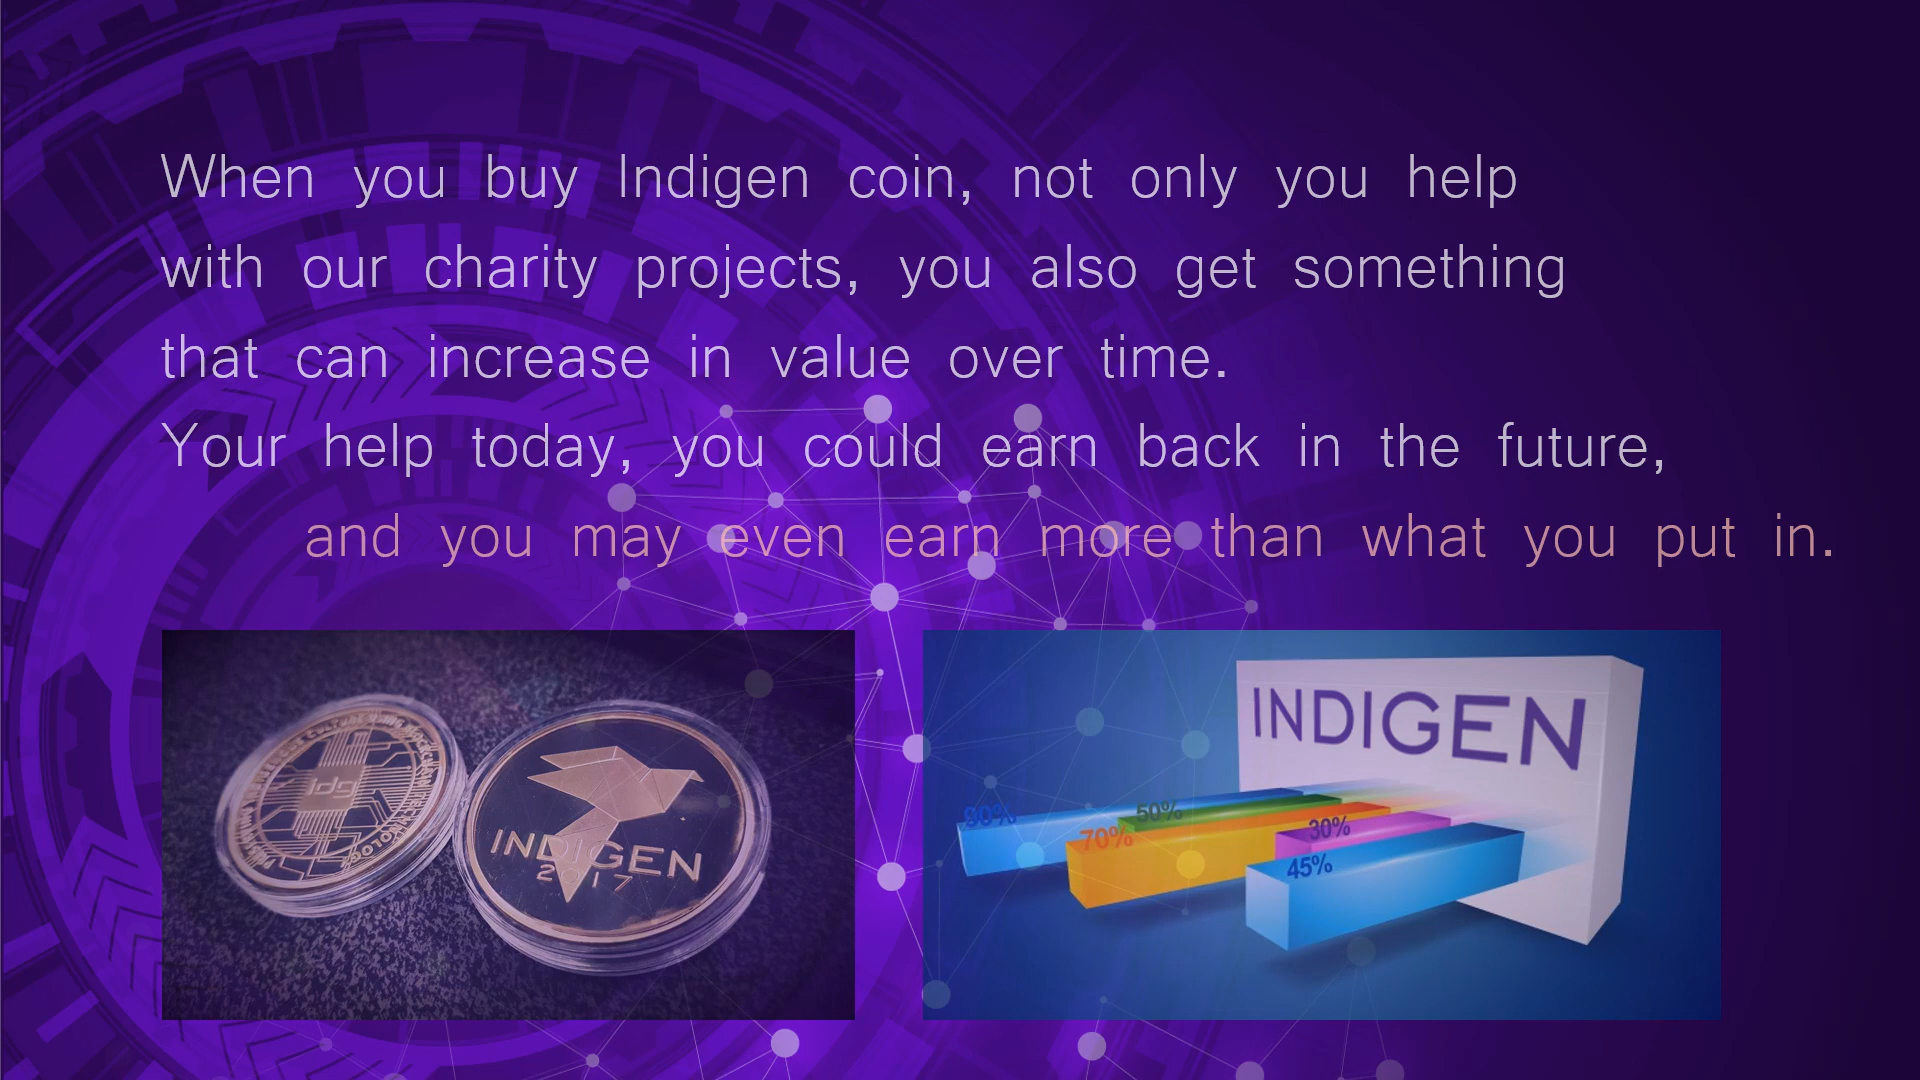 When you buy Indigen coin, not only you help
with our charity projects, you also get something
that can increase in value over time.
Your help today, you could earn back in the future,
and you may even earn more than what you put in.
idg
INDIGEN
2017
INDIGEN
50%
70%
30%
45%